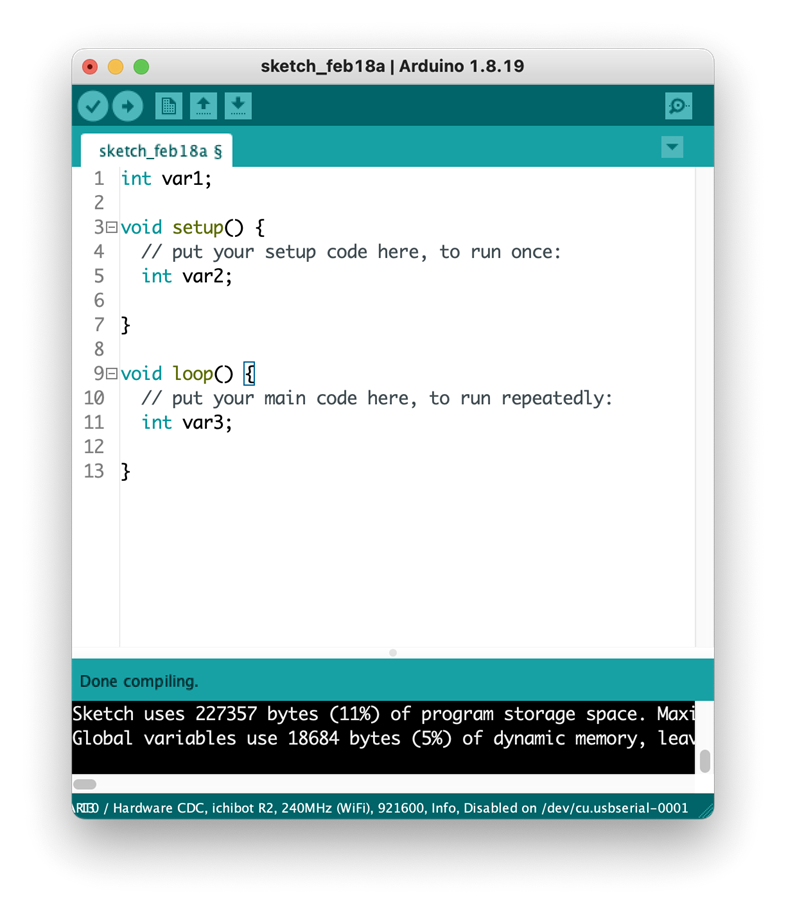 sketch_feb18a | Arduino 1.8.19
sketch_feb18a §
1 int var1;
2
3 void setup() {
4 // put your setup code here, to run once:
5 int var2;
6
7 }
8
9 void loop() {
10 // put your main code here, to run repeatedly:
11 int var3;
12
13 }
Done compiling.
Sketch uses 227357 bytes (11%) of program storage space. Maxi
Global variables use 18684 bytes (5%) of dynamic memory, leav
/ Hardware CDC, ichibot R2, 240MHz (WiFi), 921600, Info, Disabled on /dev/cu.usbserial-0001